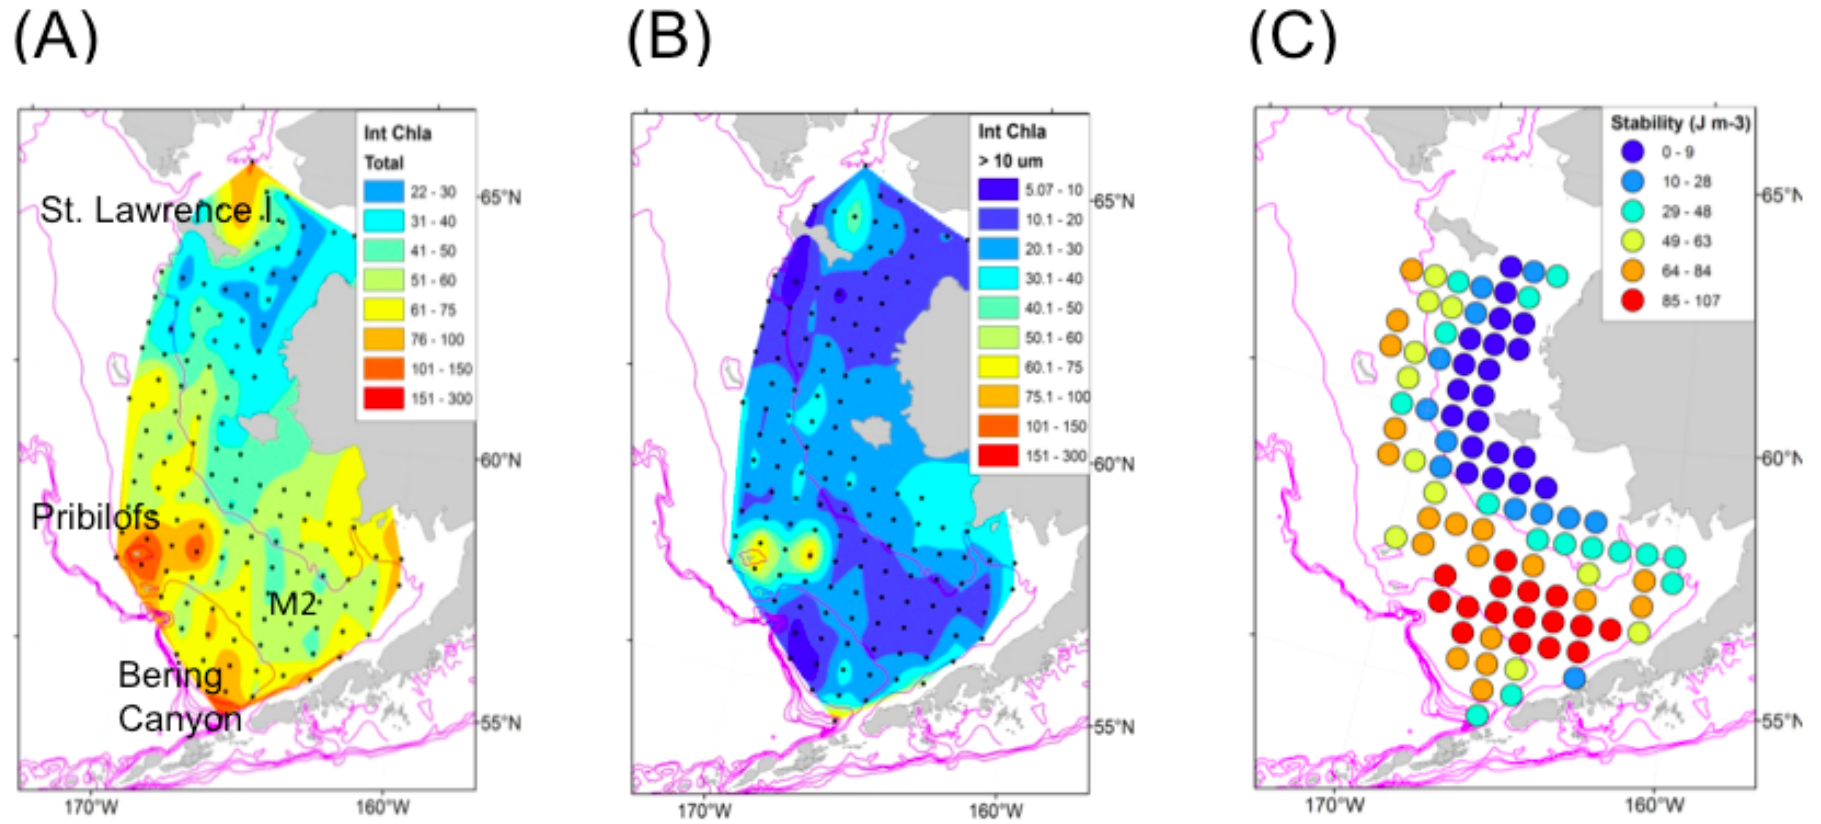 (A)
(B)
(C)
Int Chla
Total
22 - 30
31 - 40
41 - 50
51 - 60
61 - 75
76 - 100
101 - 150
151 - 300
St. Lawrence I.
Pribilofs
M2
Bering
Canyon
65°N
60°N
55°N
170°W
160°W
Int Chla
> 10 um
5.07 - 10
10.1 - 20
20.1 - 30
30.1 - 40
40.1 - 50
50.1 - 60
60.1 - 75
75.1 - 100
101 - 150
151 - 300
65°N
60°N
55°N
170°W
160°W
Stability (J m-3)
0 - 9
10 - 28
29 - 48
49 - 63
64 - 84
85 - 107
65°N
60°N
55°N
170°W
160°W